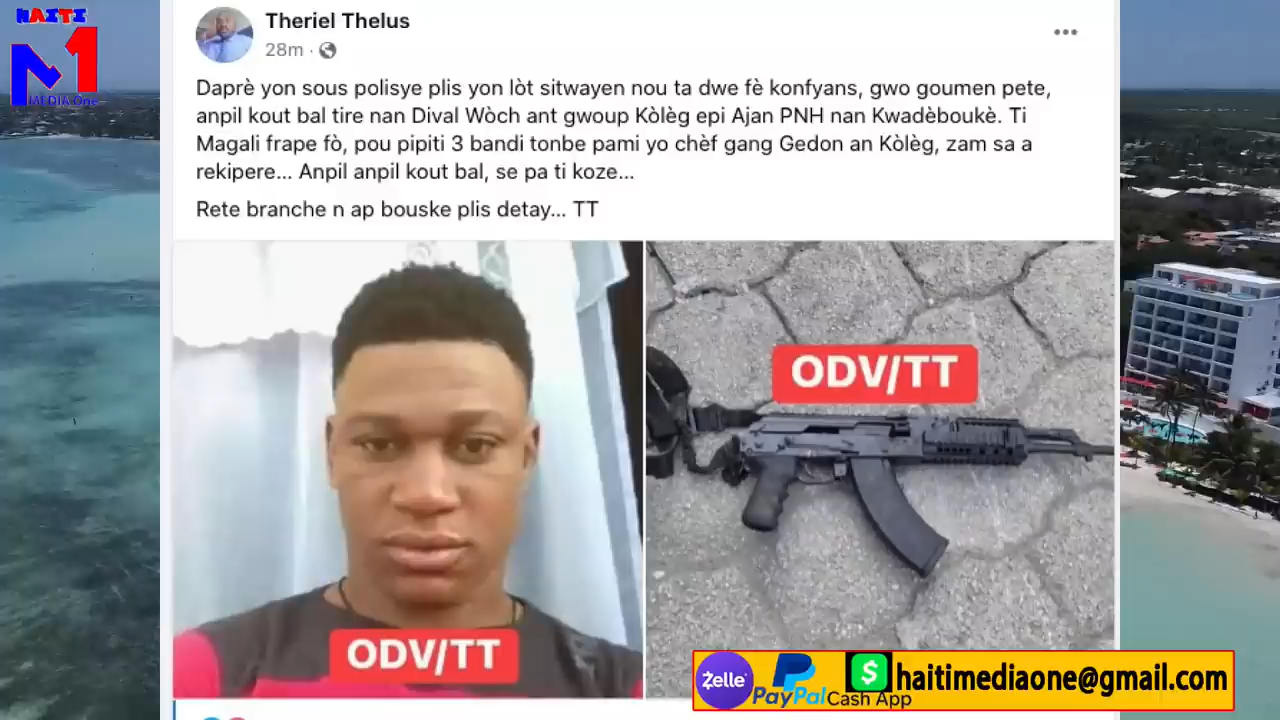 HAITI
M1
MEDIA One
Theriel Thelus
28m ·
Daprè yon sous polisye plis yon lòt sitwayen nou ta dwe fè konfyans, gwo goumen pete,
anpil kout bal tire nan Dival Wòch ant gwoup Kòlèg epi Ajan PNH nan Kwadèboukè. Ti
Magali frape fò, pou pipiti 3 bandi tonbe pami yo chèf gang Gedon an Kòlèg, zam sa a
rekipere... Anpil anpil kout bal, se pa ti koze...
Rete branche n ap bouske plis detay... TT
ODV/TT
ODV/TT
Zelle
PayPal
$
Cash App
haitimediaone@gmail.com